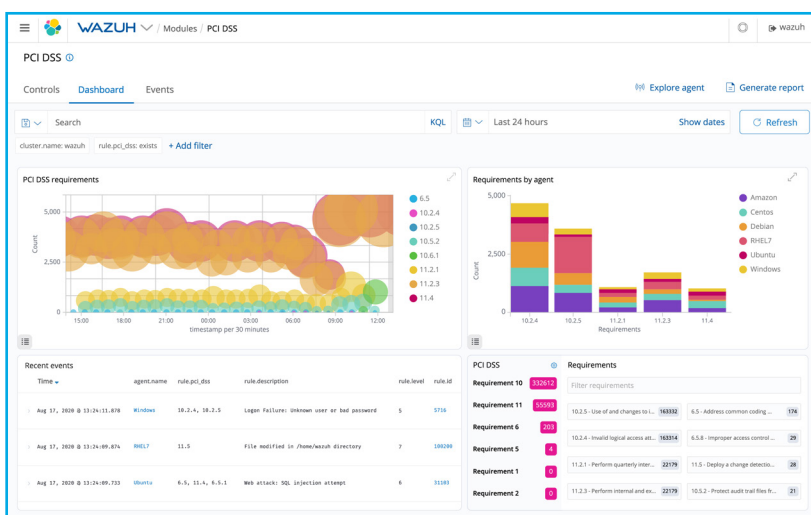 WAZUH / Modules / PCI DSS
wazuh
PCI DSS
Controls Dashboard Events
Explore agent Generate report
Search KQL Last 24 hours Show dates Refresh
cluster.name: wazuh rule.pci_dss: exists + Add filter
PCI DSS requirements
Count
5,000
2,500
0
15:00 18:00 21:00 00:00 03:00 06:00 09:00 12:00
timestamp per 30 minutes
6.5
10.2.4
10.2.5
10.5.2
10.6.1
11.2.1
11.2.3
11.4
Requirements by agent
Count
5,000
2,500
0
10.2.4 10.2.5 11.2.1 11.2.3 11.4
Requirements
Amazon
Centos
Debian
RHEL7
Ubuntu
Windows
Recent events
Time agent.name rule.pci_dss rule.description rule.level rule.id
Aug 17, 2020 @ 13:24:11.878 Windows 10.2.4, 10.2.5 Logon Failure: Unknown user or bad password 5 5716
Aug 17, 2020 @ 13:24:09.874 RHEL7 11.5 File modified in /home/wazuh directory 7 100200
Aug 17, 2020 @ 13:24:09.733 Ubuntu 6.5, 11.4, 6.5.1 Web attack: SQL injection attempt 6 31103
PCI DSS
Requirement 10 332612
Requirement 11 55593
Requirement 6 203
Requirement 5 4
Requirement 1 0
Requirement 2 0
Requirements
Filter requirements
10.2.5 - Use of and changes to i... 163332 6.5 - Address common coding ... 174
10.2.4 - Invalid logical access att... 163314 6.5.8 - Improper access control ... 29
11.2.1 - Perform quarterly inter... 22179 11.5 - Deploy a change detectio... 28
11.2.3 - Perform internal and ex... 22179 10.5.2 - Protect audit trail files fr... 21